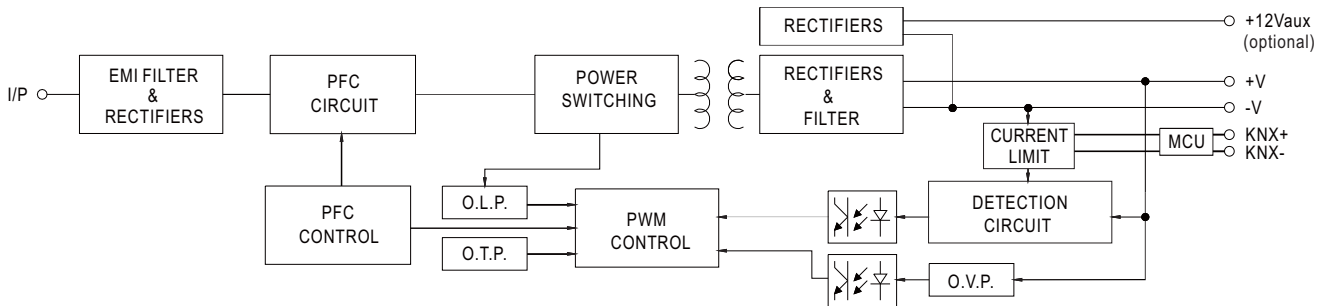 RECTIFIERS
+12Vaux
(optional)
I/P
EMI FILTER
&
RECTIFIERS
PFC
CIRCUIT
POWER
SWITCHING
RECTIFIERS
&
FILTER
+V
-V
CURRENT
LIMIT
MCU
KNX+
KNX-
PFC
CONTROL
O.L.P.
O.T.P.
PWM
CONTROL
DETECTION
CIRCUIT
O.V.P.